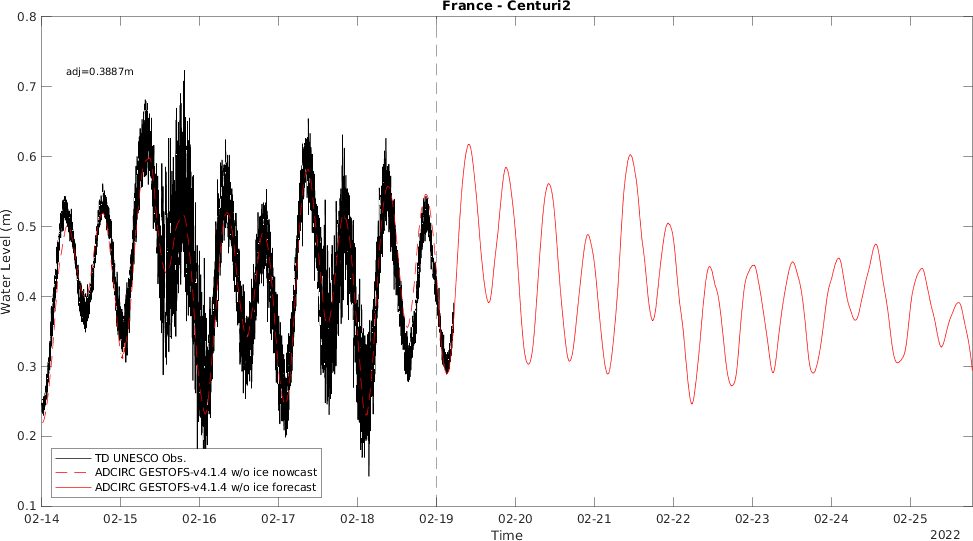 France - Centuri2
0.8
0.7
0.6
0.5
0.4
0.3
0.2
0.1
Water Level (m)
adj=0.3887m
TD UNESCO Obs.
ADCIRC GESTOFS-v4.1.4 w/o ice nowcast
ADCIRC GESTOFS-v4.1.4 w/o ice forecast
02-14 02-15 02-16 02-17 02-18 02-19 02-20 02-21 02-22 02-23 02-24 02-25
Time
2022